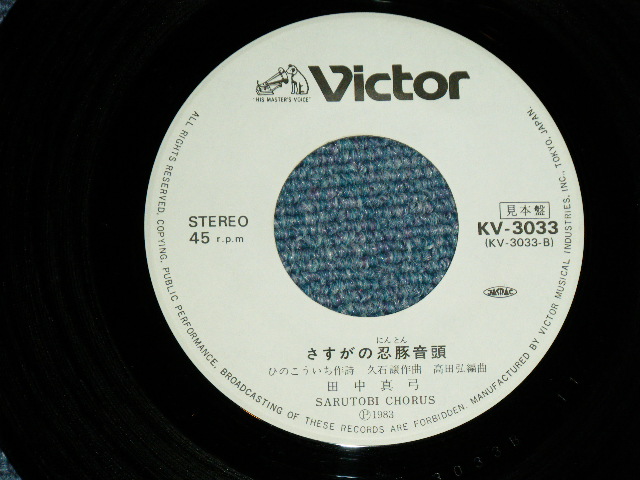 Victor
"HIS MASTER'S VOICE"
STEREO
45 r.p.m
見本盤
KV-3033
(KV-3033-B)
JASRAC
にんとん
さすがの忍豚音頭
ひのこういち作詩 久石譲作曲 高田弘編曲
田中真弓
SARUTOBI CHORUS
Ⓟ1983
ALL RIGHTS RESERVED. COPYING. PUBLIC PERFORMANCE. BROADCASTING OF THESE RECORDS ARE FORBIDDEN. MANUFACTURED BY VICTOR MUSICAL INDUSTRIES, INC., TOKYO, JAPAN.